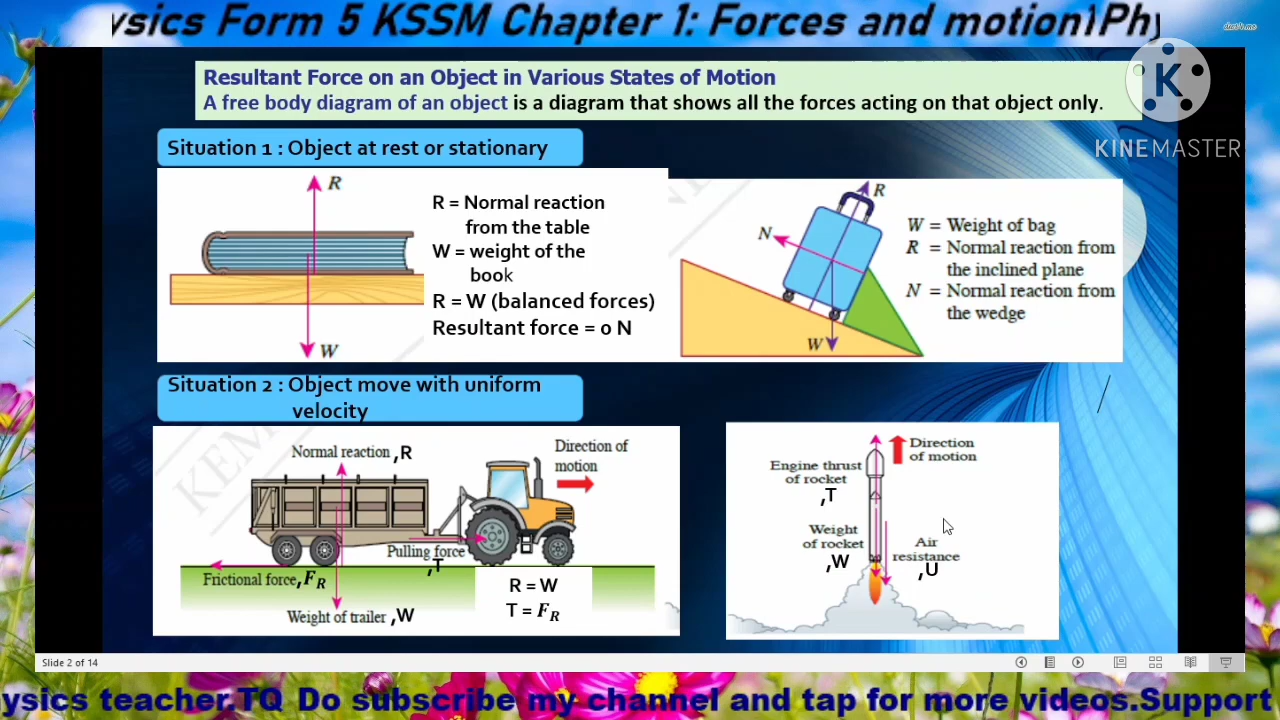 ysics Form 5 KSSM Chapter 1: Forces and motion)Phy
Resultant Force on an Object in Various States of Motion
A free body diagram of an object is a diagram that shows all the forces acting on that object only.
K
KINEMASTER
Situation 1 : Object at rest or stationary
R
W
R = Normal reaction
from the table
W = weight of the
book
R = W (balanced forces)
Resultant force = 0 N
R
N
W
W = Weight of bag
R = Normal reaction from
the inclined plane
N = Normal reaction from
the wedge
Situation 2 : Object move with uniform
velocity
Normal reaction ,R
Direction of
motion
Pulling force
,T
Frictional force, F_R
Weight of trailer ,W
R = W
T = F_R
Direction
of motion
Engine thrust
of rocket
,T
Weight
of rocket
,W
Air
resistance
,U
Slide 2 of 14
ysics teacher.TQ Do subscribe my channel and tap for more videos.Support